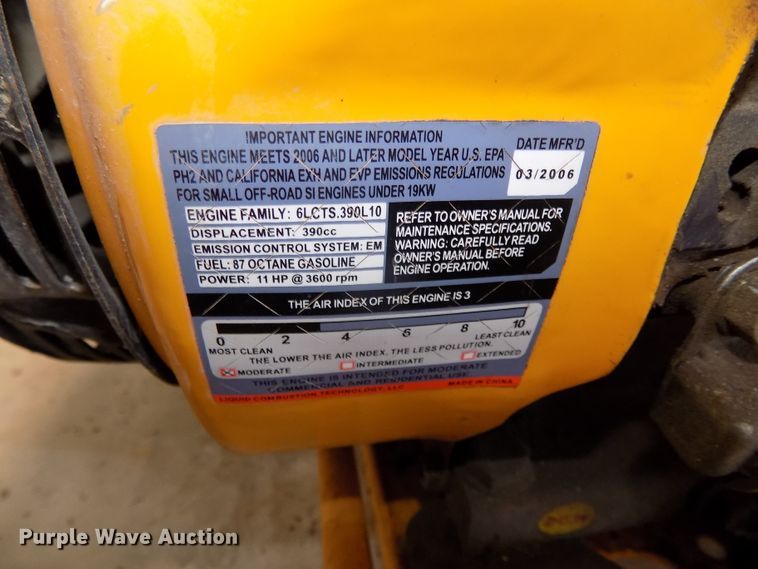 IMPORTANT ENGINE INFORMATION
DATE MFR'D
THIS ENGINE MEETS 2006 AND LATER MODEL YEAR U.S. EPA
PH2 AND CALIFORNIA EXH AND EVP EMISSIONS REGULATIONS
FOR SMALL OFF-ROAD SI ENGINES UNDER 19KW
03/2006
ENGINE FAMILY: 6LCTS.390L10
DISPLACEMENT: 390cc
EMISSION CONTROL SYSTEM: EM
FUEL: 87 OCTANE GASOLINE
POWER: 11 HP @ 3600 rpm
REFER TO OWNER'S MANUAL FOR
MAINTENANCE SPECIFICATIONS.
WARNING: CAREFULLY READ
OWNER'S MANUAL BEFORE
ENGINE OPERATION.
THE AIR INDEX OF THIS ENGINE IS 3
0 2 4 6 8 10
MOST CLEAN LEAST CLEAN
THE LOWER THE AIR INDEX, THE LESS POLLUTION.
MODERATE INTERMEDIATE EXTENDED
THIS ENGINE IS INTENDED FOR MODERATE
COMMERCIAL AND RESIDENTIAL USE
LIQUID COMBUSTION TECHNOLOGY, LLC MADE IN CHINA
Purple Wave Auction